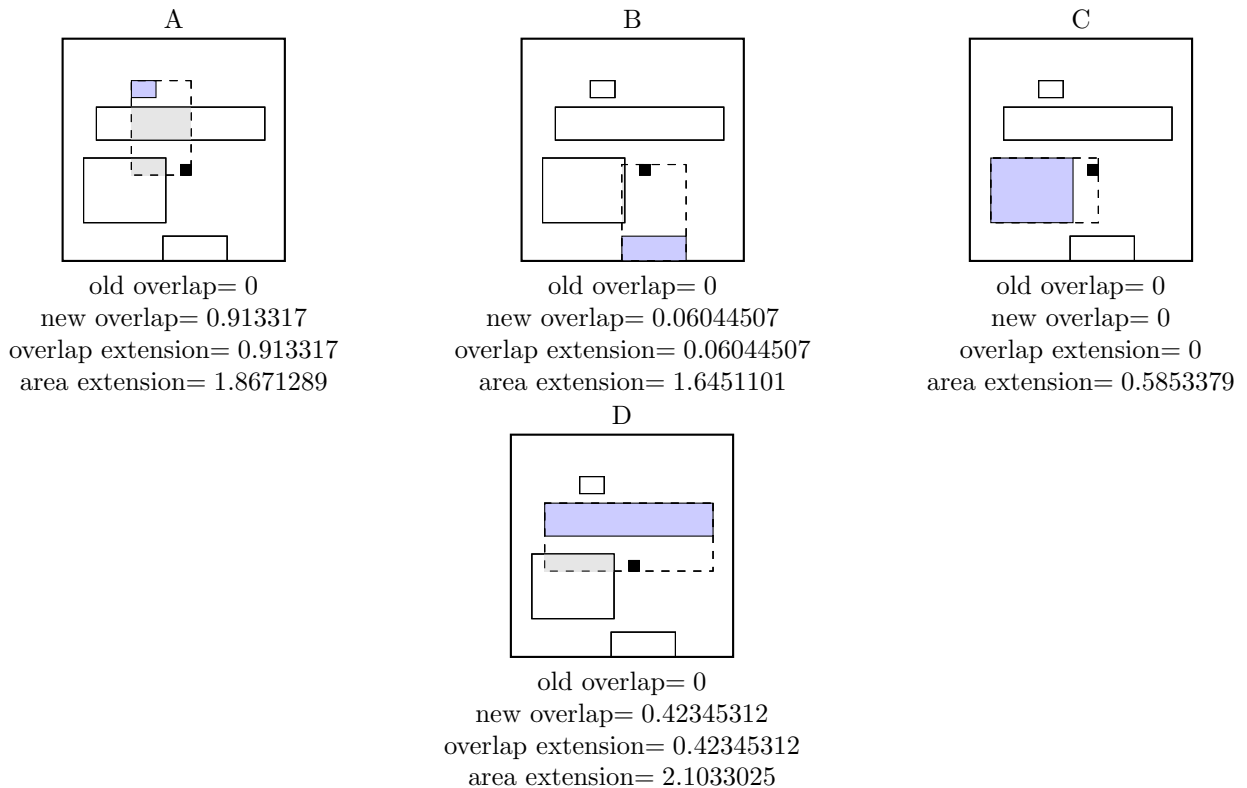 A
B
C
old overlap= 0
new overlap= 0.913317
overlap extension= 0.913317
area extension= 1.8671289
old overlap= 0
new overlap= 0.06044507
overlap extension= 0.06044507
area extension= 1.6451101
old overlap= 0
new overlap= 0
overlap extension= 0
area extension= 0.5853379
D
old overlap= 0
new overlap= 0.42345312
overlap extension= 0.42345312
area extension= 2.1033025